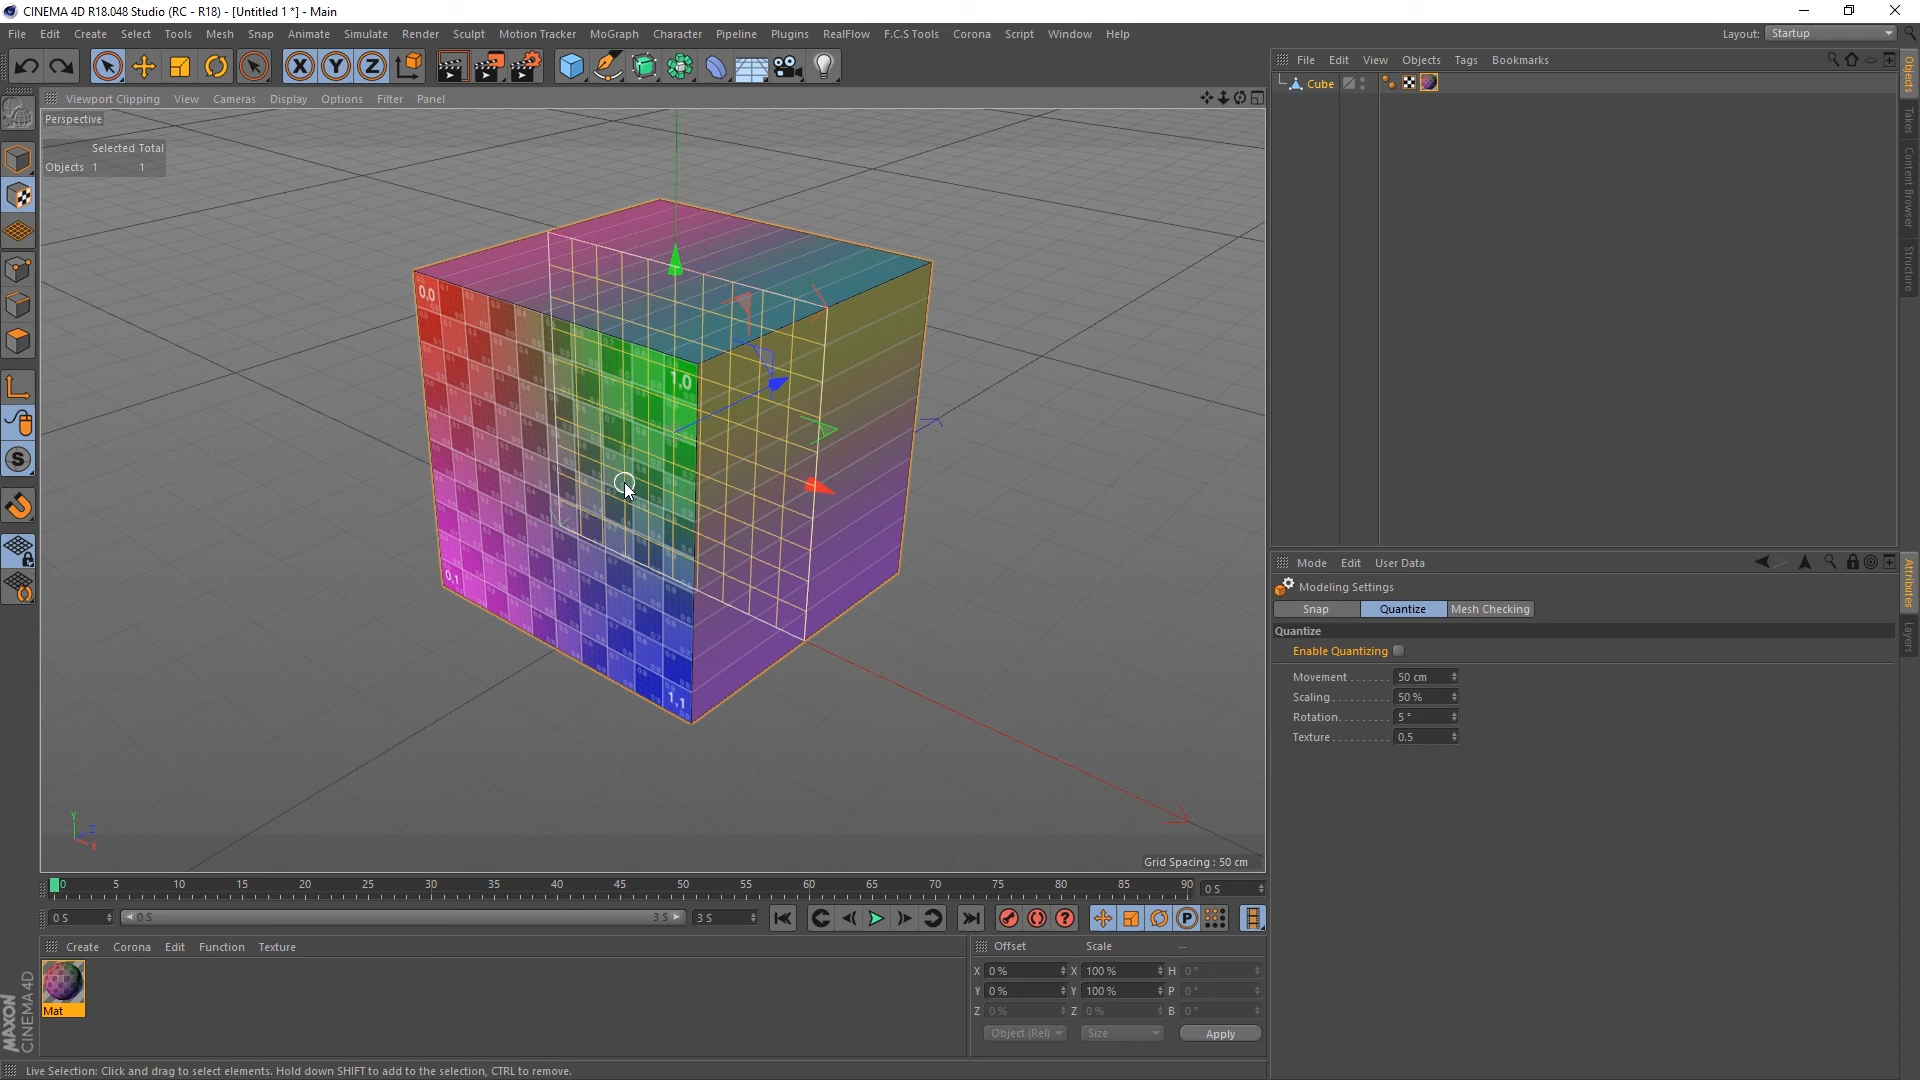 CINEMA 4D R18.048 Studio (RC - R18) - [Untitled 1 *] - Main
File Edit Create Select Tools Mesh Snap Animate Simulate Render Sculpt Motion Tracker MoGraph Character Pipeline Plugins RealFlow F.C.S Tools Corona Script Window Help
Layout: Startup
Viewport Clipping View Cameras Display Options Filter Panel
File Edit View Objects Tags Bookmarks
Perspective
Cube
Selected Total
Objects 1 1
0,0
1,0
0,1
1,1
Y
Z
X
Grid Spacing : 50 cm
Objects
Takes
Content Browser
Structure
Mode Edit User Data
Modeling Settings
Snap Quantize Mesh Checking
Quantize
Enable Quantizing
Movement . . . . . . . 50 cm
Scaling . . . . . . . . . 50 %
Rotation. . . . . . . . . 5 °
Texture . . . . . . . . . . 0.5
Attributes
Layers
0 5 10 15 20 25 30 35 40 45 50 55 60 65 70 75 80 85 90 0 S
0 S 0 S 3 S 3 S
Create Corona Edit Function Texture
Mat
Offset Scale --
X 0 % X 100 % H 0 °
Y 0 % Y 100 % P 0 °
Z 0 % Z 0 % B 0 °
Object (Rel) Size Apply
MAXON
CINEMA 4D
Live Selection: Click and drag to select elements. Hold down SHIFT to add to the selection, CTRL to remove.